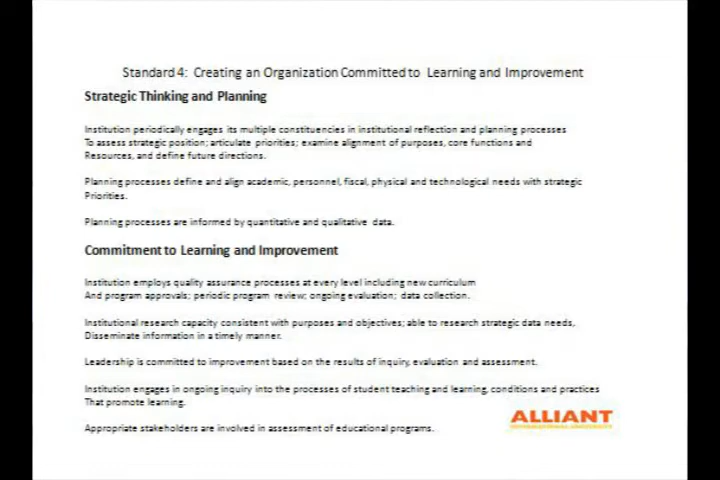 Standard 4: Creating an Organization Committed to Learning and Improvement
Strategic Thinking and Planning
Institution periodically engages its multiple constituencies in institutional reflection and planning processes
To assess strategic position; articulate priorities; examine alignment of purposes, core functions and
Resources, and define future directions.
Planning processes define and align academic, personnel, fiscal, physical and technological needs with strategic
Priorities.
Planning processes are informed by quantitative and qualitative data.
Commitment to Learning and Improvement
Institution employs quality assurance processes at every level including new curriculum
And program approvals; periodic program review; ongoing evaluation; data collection.
Institutional research capacity consistent with purposes and objectives; able to research strategic data needs,
Disseminate information in a timely manner.
Leadership is committed to improvement based on the results of inquiry, evaluation and assessment.
Institution engages in ongoing inquiry into the processes of student teaching and learning, conditions and practices
That promote learning.
ALLIANT
INTERNATIONAL UNIVERSITY
Appropriate stakeholders are involved in assessment of educational programs.